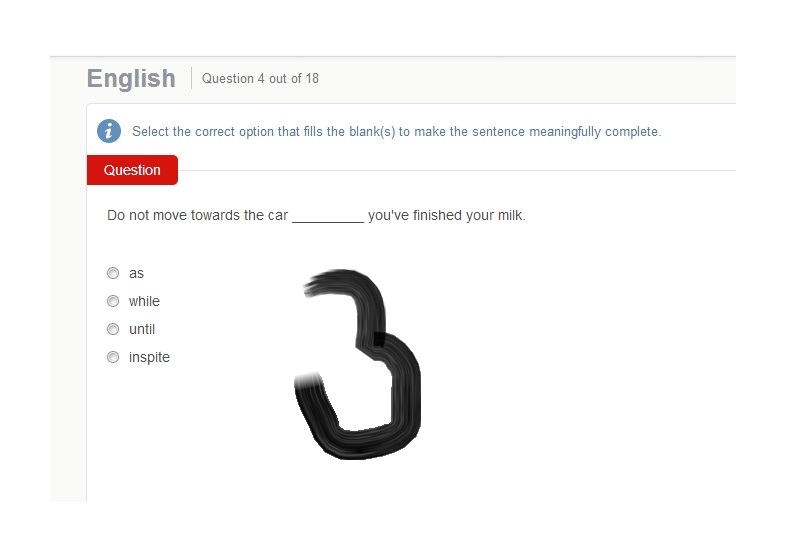 English
Question 4 out of 18
i
Select the correct option that fills the blank(s) to make the sentence meaningfully complete.
Question
Do not move towards the car _________ you've finished your milk.
as
while
until
inspite
3